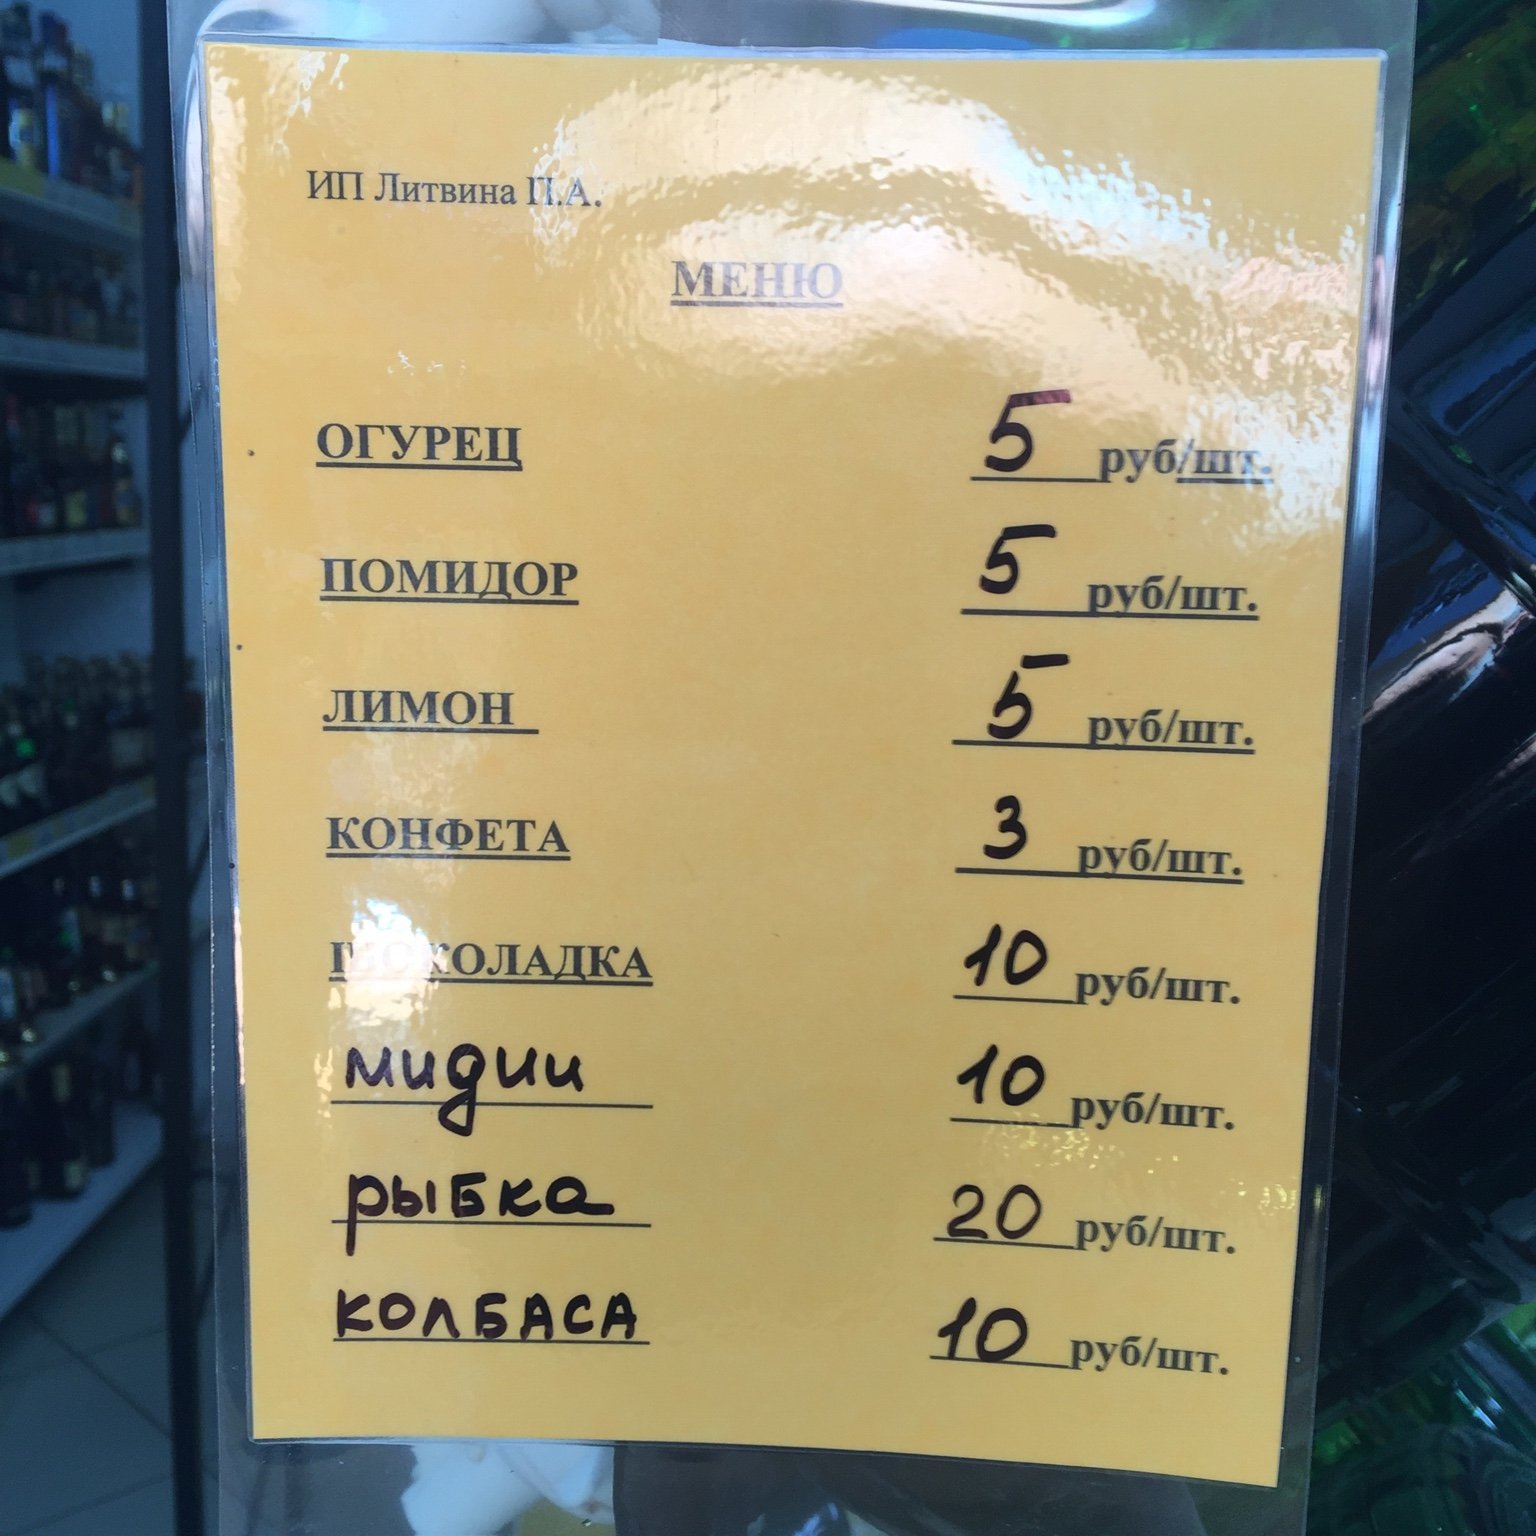 ИП Литвина П.А.
МЕНЮ
ОГУРЕЦ 5 руб/шт.
ПОМИДОР 5 руб/шт.
ЛИМОН 5 руб/шт.
КОНФЕТА 3 руб/шт.
ШОКОЛАДКА 10 руб/шт.
мидии 10 руб/шт.
рыбка 20 руб/шт.
КОЛБАСА 10 руб/шт.